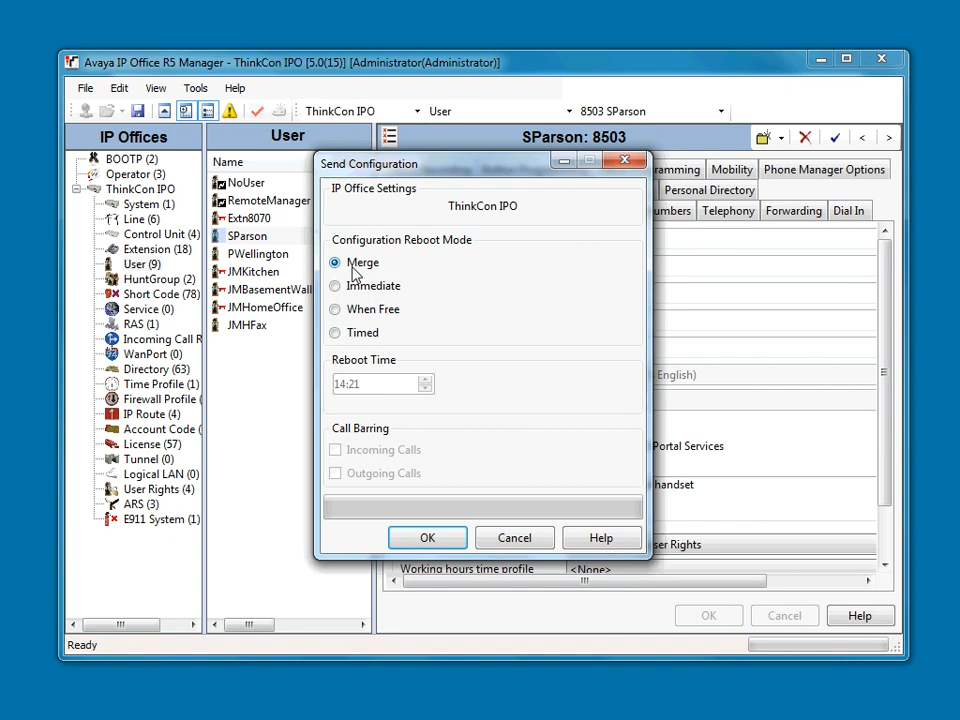 Avaya IP Office R5 Manager - ThinkCon IPO [5.0(15)] [Administrator(Administrator)]
File Edit View Tools Help
ThinkCon IPO User 8503 SParson
IP Offices
BOOTP (2)
Operator (3)
ThinkCon IPO
System (1)
Line (6)
Control Unit (4)
Extension (18)
User (9)
HuntGroup (2)
Short Code (78)
Service (0)
RAS (1)
Incoming Call R
WanPort (0)
Directory (63)
Time Profile (1)
Firewall Profile (
IP Route (4)
Account Code (
License (57)
Tunnel (0)
Logical LAN (0)
User Rights (4)
ARS (3)
E911 System (1)
User
Name
NoUser
RemoteManager
Extn8070
SParson
PWellington
JMKitchen
JMBasementWall
JMHomeOffice
JMHFax
SParson: 8503
Mobility Phone Manager Options
Personal Directory
Telephony Forwarding Dial In
English)
Portal Services
handset
ser Rights
Working hours time profile <None>
OK Cancel Help
Send Configuration
IP Office Settings
ThinkCon IPO
Configuration Reboot Mode
Merge
Immediate
When Free
Timed
Reboot Time
14:21
Call Barring
Incoming Calls
Outgoing Calls
OK Cancel Help
Ready